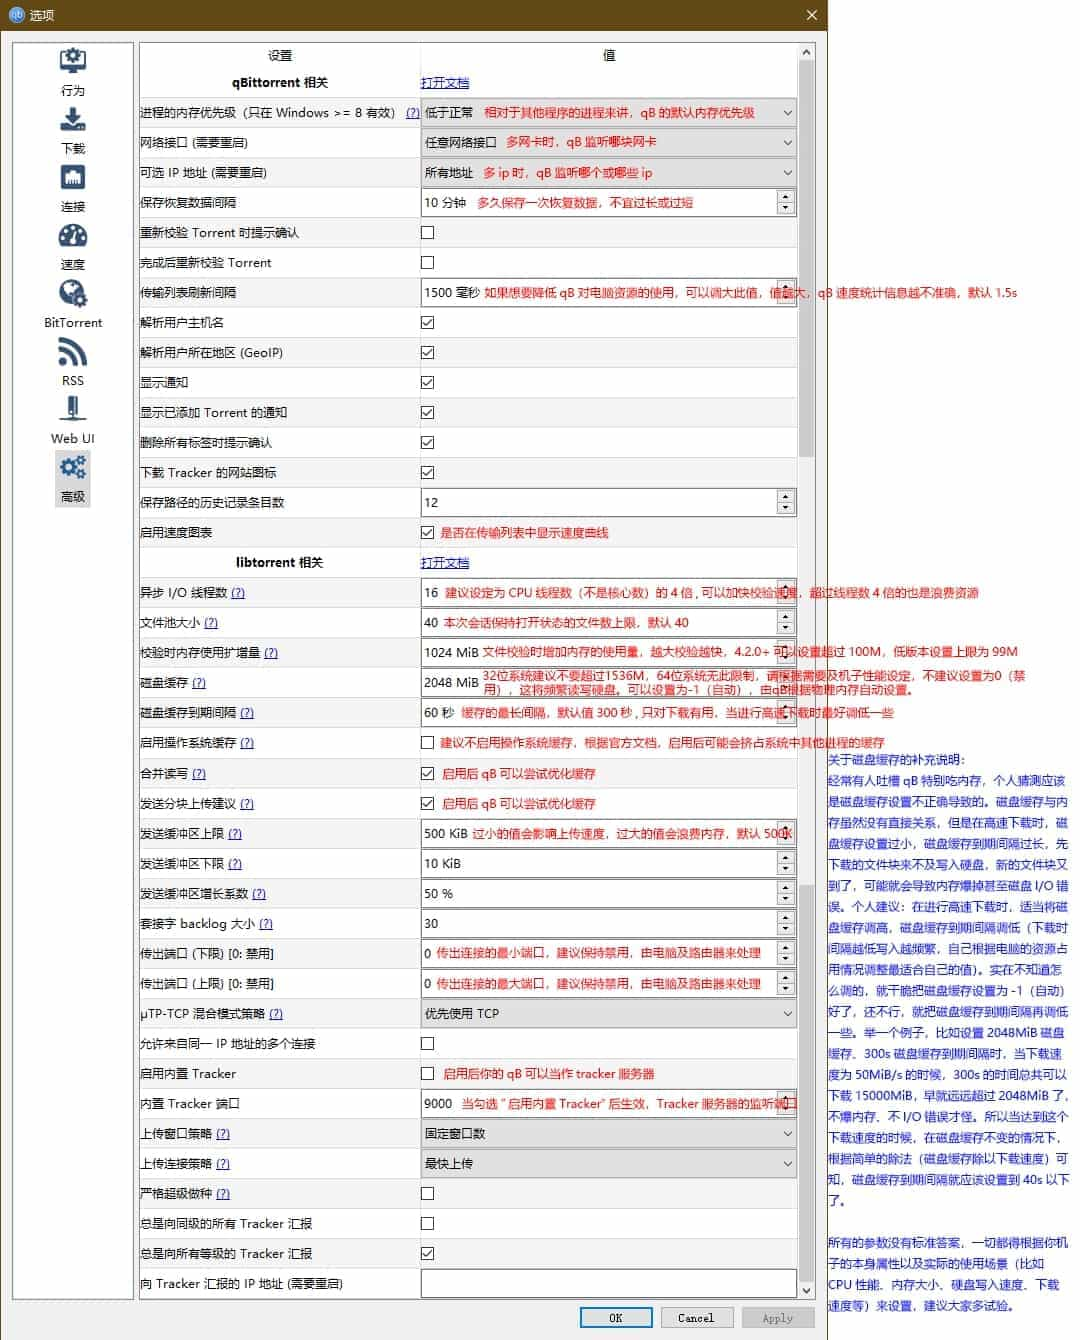 qb 选项
设置 值
qBittorrent 相关 打开文档
行为
下载
连接
速度
BitTorrent
RSS
Web UI
高级
进程的内存优先级（只在 Windows >= 8 有效） (?) 低于正常 相对于其他程序的进程来讲，qB 的默认内存优先级
网络接口 (需要重启) 任意网络接口 多网卡时，qB 监听哪块网卡
可选 IP 地址 (需要重启) 所有地址 多 ip 时，qB 监听哪个或哪些 ip
保存恢复数据间隔 10 分钟 多久保存一次恢复数据，不宜过长或过短
重新校验 Torrent 时提示确认
完成后重新校验 Torrent
传输列表刷新间隔 1500 毫秒 如果想要降低 qB 对电脑资源的使用，可以调大此值，值越大，qB 速度统计信息越不准确，默认 1.5s
解析用户主机名
解析用户所在地区 (GeoIP)
显示通知
显示已添加 Torrent 的通知
删除所有标签时提示确认
下载 Tracker 的网站图标
保存路径的历史记录条目数 12
启用速度图表 是否在传输列表中显示速度曲线
libtorrent 相关 打开文档
异步 I/O 线程数 (?) 16 建议设定为 CPU 线程数（不是核心数）的 4 倍，可以加快校验速度，超过线程数 4 倍的也是浪费资源
文件池大小 (?) 40 本次会话保持打开状态的文件数上限，默认 40
校验时内存使用扩增量 (?) 1024 MiB 文件校验时增加内存的使用量，越大校验越快，4.2.0+ 可以设置超过 100M，低版本设置上限为 99M
磁盘缓存 (?) 2048 MiB 32位系统建议不要超过1536M，64位系统无此限制，请根据需要及机子性能设定，不建议设置为0（禁
用），这将频繁读写硬盘。可以设置为-1（自动），由qB根据物理内存自动设置。
磁盘缓存到期间隔 (?) 60 秒 缓存的最长间隔，默认值 300 秒，只对下载有用，当进行高速下载时最好调低一些
启用操作系统缓存 (?) 建议不启用操作系统缓存，根据官方文档，启用后可能会挤占系统中其他进程的缓存
合并读写 (?) 启用后 qB 可以尝试优化缓存
发送分块上传建议 (?) 启用后 qB 可以尝试优化缓存
发送缓冲区上限 (?) 500 KiB 过小的值会影响上传速度，过大的值会浪费内存，默认 500K
发送缓冲区下限 (?) 10 KiB
发送缓冲区增长系数 (?) 50 %
套接字 backlog 大小 (?) 30
传出端口 (下限) [0: 禁用] 0 传出连接的最小端口，建议保持禁用，由电脑及路由器来处理
传出端口 (上限) [0: 禁用] 0 传出连接的最大端口，建议保持禁用，由电脑及路由器来处理
μTP-TCP 混合模式策略 (?) 优先使用 TCP
允许来自同一 IP 地址的多个连接
启用内置 Tracker 启用后你的 qB 可以当作 tracker 服务器
内置 Tracker 端口 9000 当勾选 "启用内置 Tracker" 后生效，Tracker 服务器的监听端口
上传窗口策略 (?) 固定窗口数
上传连接策略 (?) 最快上传
严格超级做种 (?)
总是向同级的所有 Tracker 汇报
总是向所有等级的 Tracker 汇报
向 Tracker 汇报的 IP 地址 (需要重启)
OK Cancel Apply
关于磁盘缓存的补充说明：
经常有人吐槽 qB 特别吃内存，个人猜测应该
是磁盘缓存设置不正确导致的。磁盘缓存与内
存虽然没有直接关系，但是在高速下载时，磁
盘缓存设置过小，磁盘缓存到期间隔过长，先
下载的文件块来不及写入硬盘，新的文件块又
到了，可能就会导致内存爆掉甚至磁盘 I/O 错
误。个人建议：在进行高速下载时，适当将磁
盘缓存调高，磁盘缓存到期间隔调低（下载时
间隔越低写入越频繁，自己根据电脑的资源占
用情况调整最适合自己的值）。实在不知道怎
么调的，就干脆把磁盘缓存设置为 -1（自动）
好了，还不行，就把磁盘缓存到期间隔再调低
一些。举一个例子，比如设置 2048MiB 磁盘
缓存、300s 磁盘缓存到期间隔时，当下载速
度为 50MiB/s 的时候，300s 的时间总共可以
下载 15000MiB，早就远远超过 2048MiB 了，
不爆内存、不 I/O 错误才怪。所以当达到这个
下载速度的时候，在磁盘缓存不变的情况下，
根据简单的除法（磁盘缓存除以下载速度）可
知，磁盘缓存到期间隔就应该设置到 40s 以下
了。
所有的参数没有标准答案，一切都得根据你机
子的本身属性以及实际的使用场景（比如
CPU 性能、内存大小、硬盘写入速度、下载
速度等）来设置，建议大家多试验。